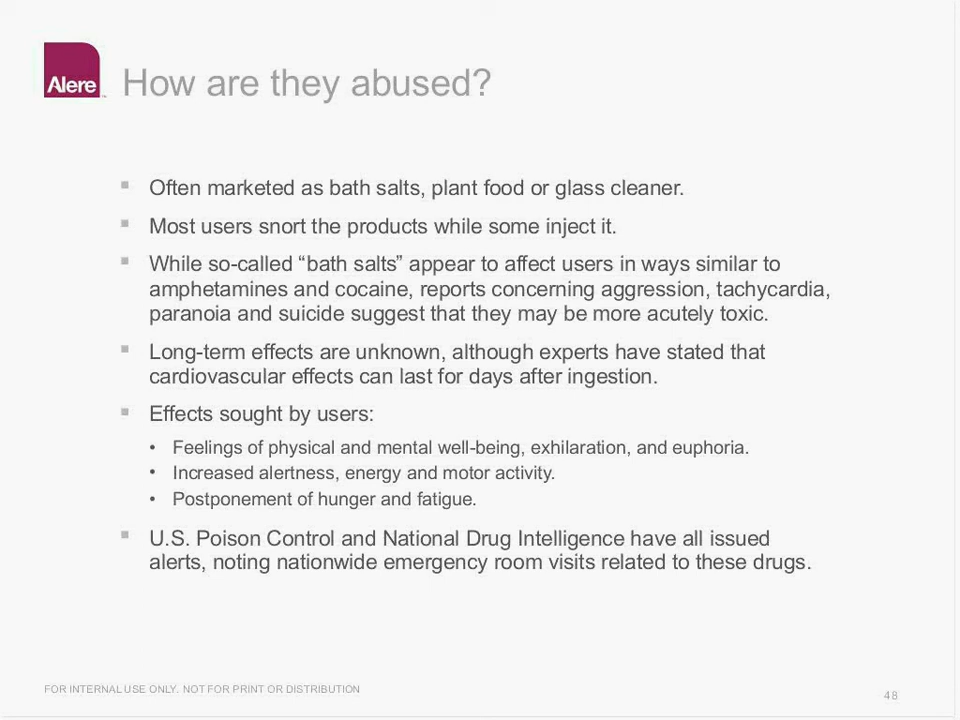 Alere
How are they abused?
▪ Often marketed as bath salts, plant food or glass cleaner.
▪ Most users snort the products while some inject it.
▪ While so-called “bath salts” appear to affect users in ways similar to
amphetamines and cocaine, reports concerning aggression, tachycardia,
paranoia and suicide suggest that they may be more acutely toxic.
▪ Long-term effects are unknown, although experts have stated that
cardiovascular effects can last for days after ingestion.
▪ Effects sought by users:
• Feelings of physical and mental well-being, exhilaration, and euphoria.
• Increased alertness, energy and motor activity.
• Postponement of hunger and fatigue.
▪ U.S. Poison Control and National Drug Intelligence have all issued
alerts, noting nationwide emergency room visits related to these drugs.
FOR INTERNAL USE ONLY. NOT FOR PRINT OR DISTRIBUTION
48